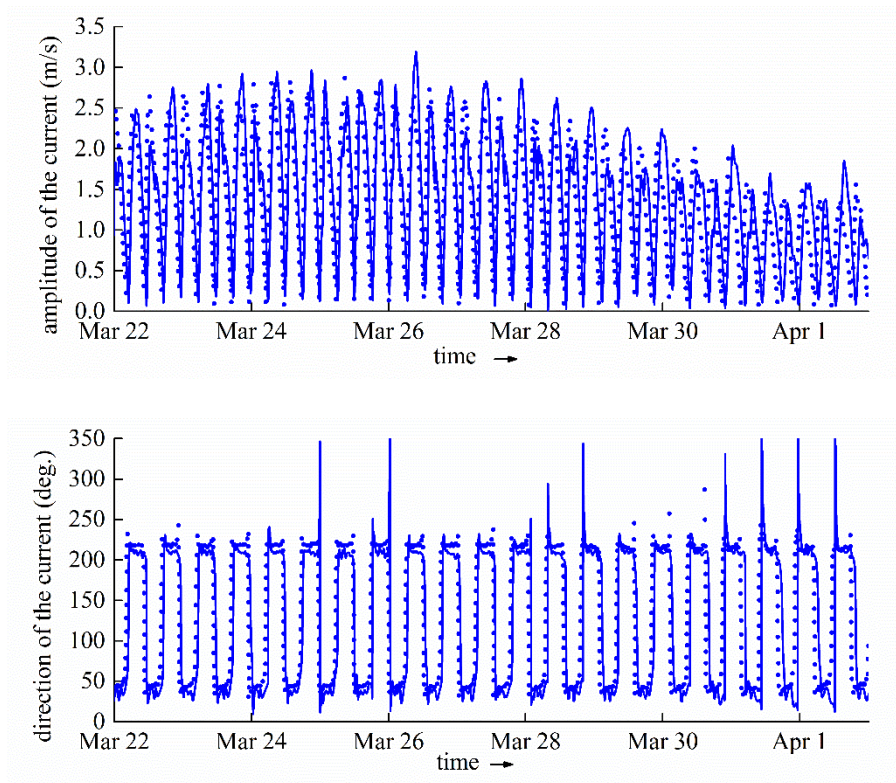 amplitude of the current (m/s)
3.5
3.0
2.5
2.0
1.5
1.0
0.5
0.0
Mar 22 Mar 24 Mar 26 Mar 28 Mar 30 Apr 1
time →
direction of the current (deg.)
350
300
250
200
150
100
50
0
Mar 22 Mar 24 Mar 26 Mar 28 Mar 30 Apr 1
time →